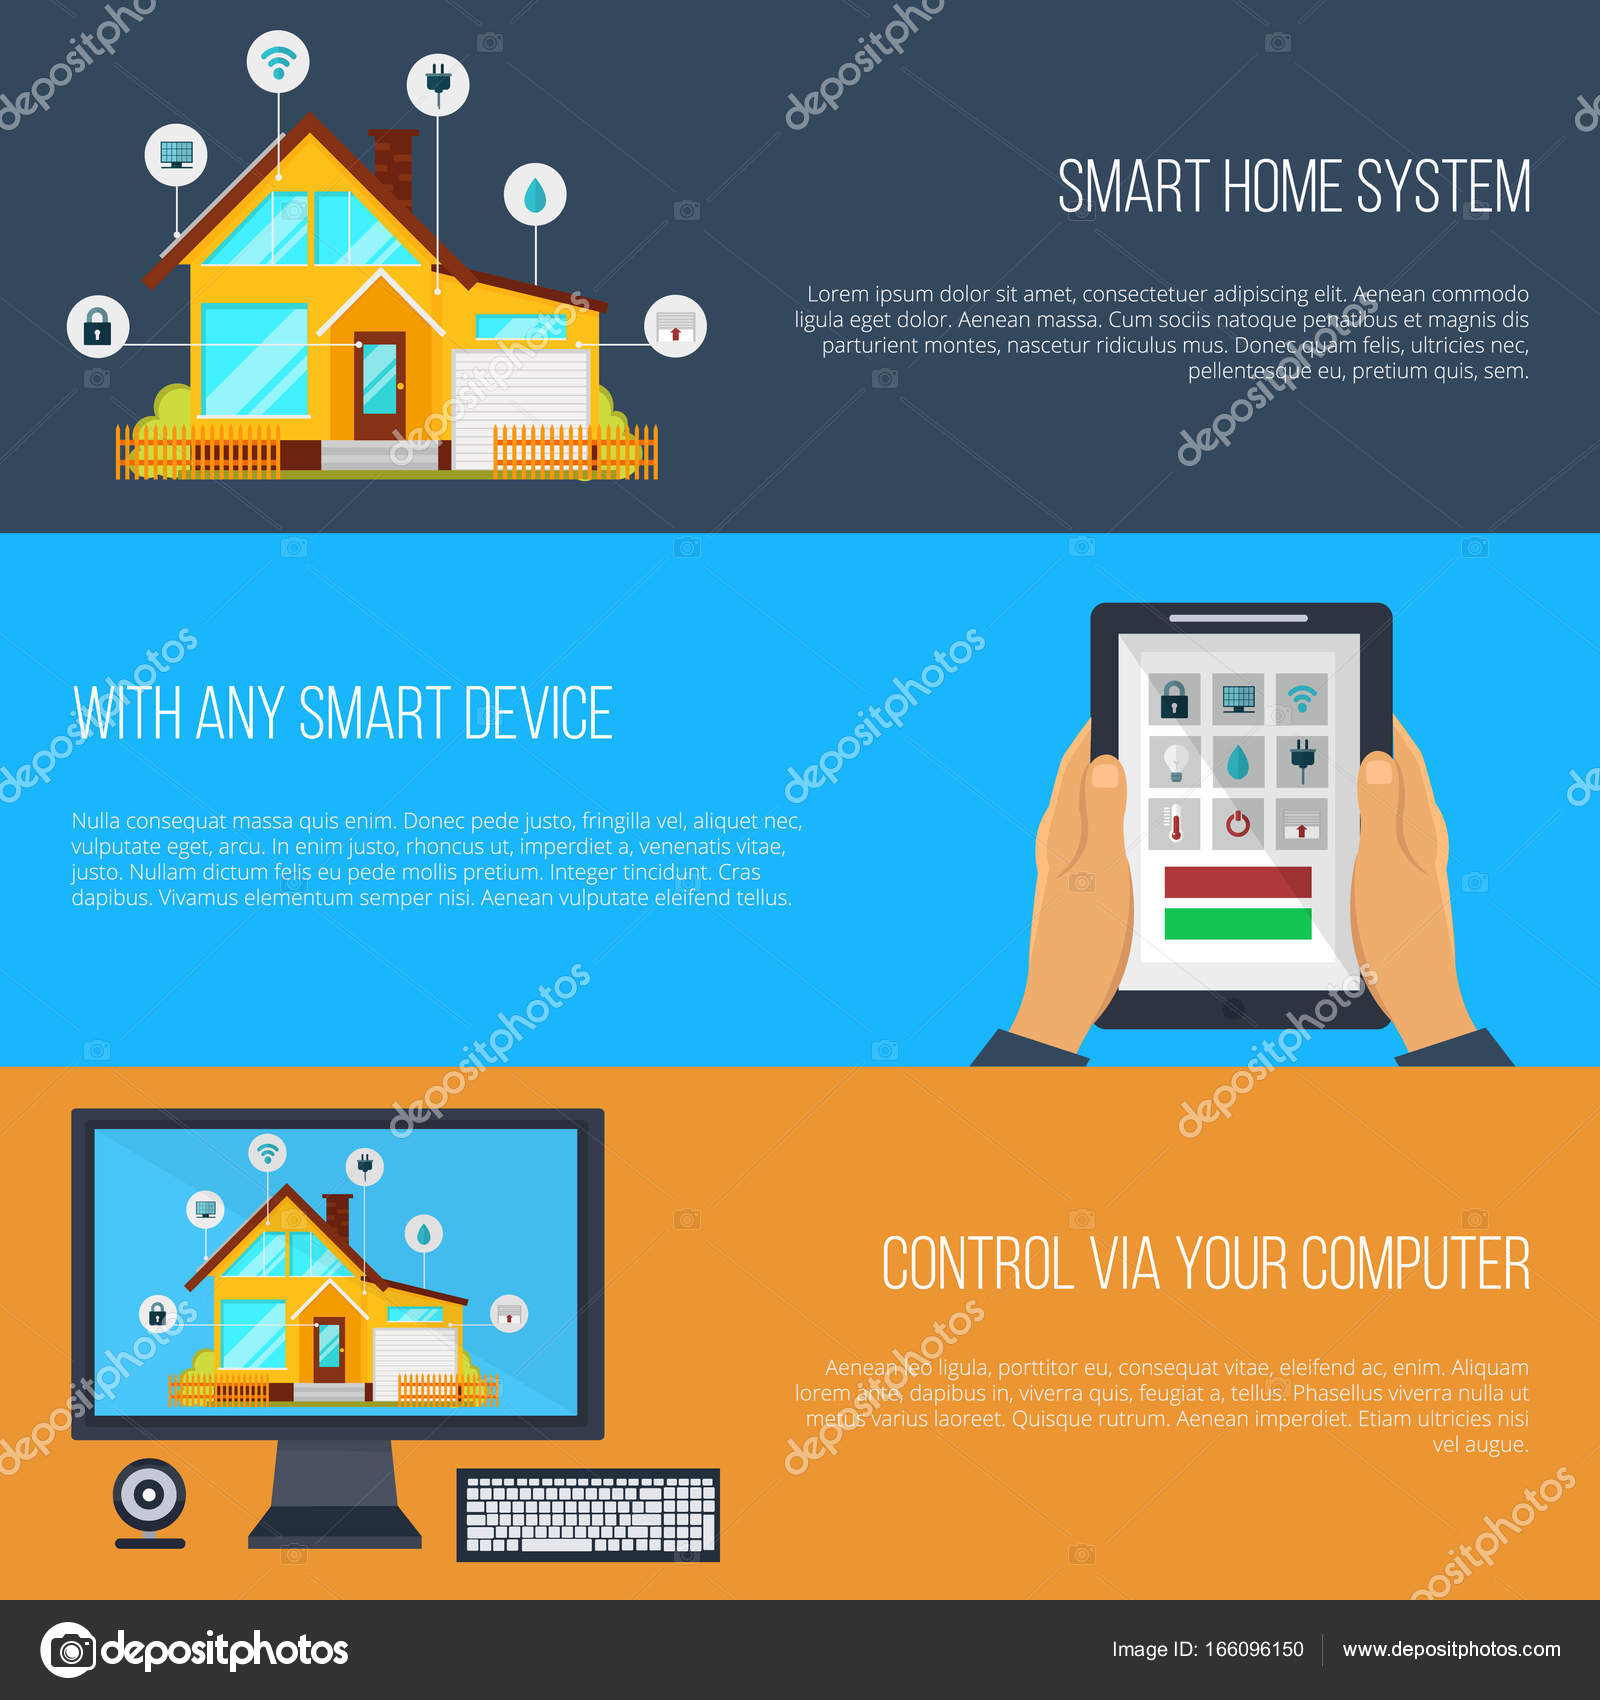 SMART HOME SYSTEM
Lorem ipsum dolor sit amet, consectetuer adipiscing elit. Aenean commodo
ligula eget dolor. Aenean massa. Cum sociis natoque penatibus et magnis dis
parturient montes, nascetur ridiculus mus. Donec quam felis, ultricies nec,
pellentesque eu, pretium quis, sem.
WITH ANY SMART DEVICE
Nulla consequat massa quis enim. Donec pede justo, fringilla vel, aliquet nec,
vulputate eget, arcu. In enim justo, rhoncus ut, imperdiet a, venenatis vitae,
justo. Nullam dictum felis eu pede mollis pretium. Integer tincidunt. Cras
dapibus. Vivamus elementum semper nisi. Aenean vulputate eleifend tellus.
CONTROL VIA YOUR COMPUTER
Aenean leo ligula, porttitor eu, consequat vitae, eleifend ac, enim. Aliquam
lorem ante, dapibus in, viverra quis, feugiat a, tellus. Phasellus viverra nulla ut
metus varius laoreet. Quisque rutrum. Aenean imperdiet. Etiam ultricies nisi
vel augue.
depositphotos
Image ID: 166096150
www.depositphotos.com